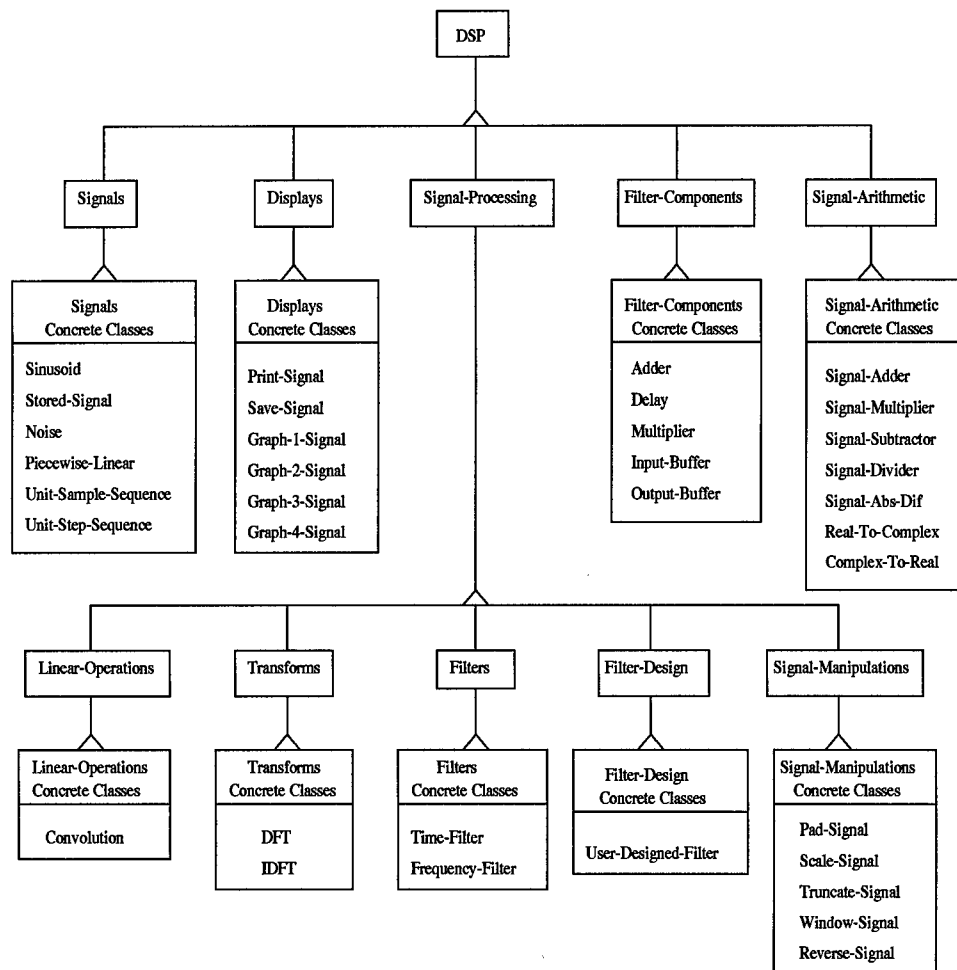 DSP
Signals
Displays
Signal-Processing
Filter-Components
Signal-Arithmetic
Signals
Concrete Classes
Sinusoid
Stored-Signal
Noise
Piecewise-Linear
Unit-Sample-Sequence
Unit-Step-Sequence
Displays
Concrete Classes
Print-Signal
Save-Signal
Graph-1-Signal
Graph-2-Signal
Graph-3-Signal
Graph-4-Signal
Filter-Components
Concrete Classes
Adder
Delay
Multiplier
Input-Buffer
Output-Buffer
Signal-Arithmetic
Concrete Classes
Signal-Adder
Signal-Multiplier
Signal-Subtractor
Signal-Divider
Signal-Abs-Dif
Real-To-Complex
Complex-To-Real
Linear-Operations
Transforms
Filters
Filter-Design
Signal-Manipulations
Linear-Operations
Concrete Classes
Convolution
Transforms
Concrete Classes
DFT
IDFT
Filters
Concrete Classes
Time-Filter
Frequency-Filter
Filter-Design
Concrete Classes
User-Designed-Filter
Signal-Manipulations
Concrete Classes
Pad-Signal
Scale-Signal
Truncate-Signal
Window-Signal
Reverse-Signal